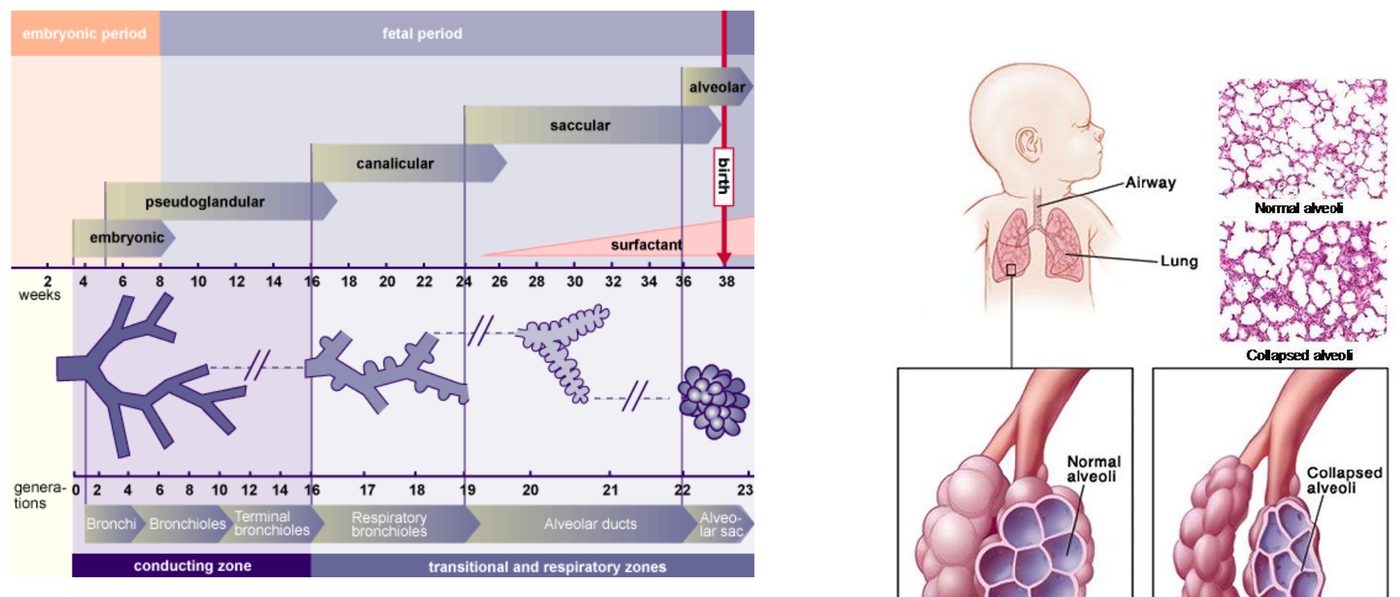 embryonic period
fetal period
alveolar
saccular
canalicular
birth
pseudoglandular
embryonic
surfactant
2 4 6 8 10 12 14 16 18 20 22 24 26 28 30 32 34 36 38
weeks
genera-
tions
0 2 4 6 8 10 12 14 16 17 18 19 20 21 22 23
Bronchi
Bronchioles
Terminal
bronchioles
Respiratory
bronchioles
Alveolar ducts
Alveo-
lar sac
conducting zone
transitional and respiratory zones
Airway
Lung
Normal alveoli
Collapsed alveoli
Normal
alveoli
Collapsed
alveoli